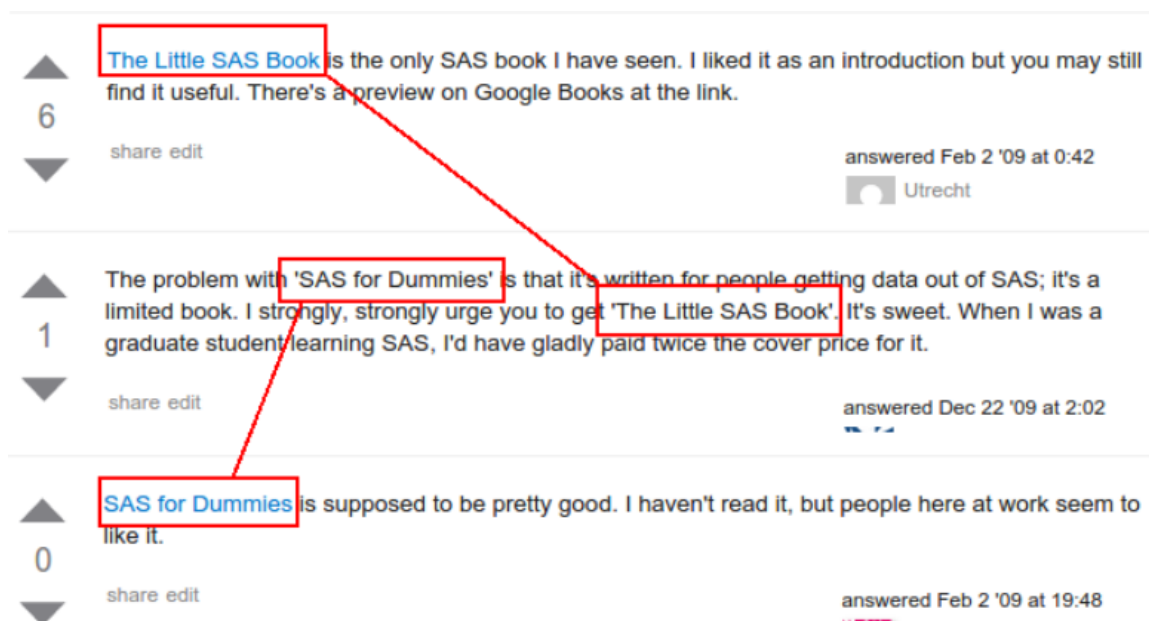 The Little SAS Book is the only SAS book I have seen. I liked it as an introduction but you may still
find it useful. There's a preview on Google Books at the link.
6
share edit
answered Feb 2 '09 at 0:42
Utrecht
The problem with 'SAS for Dummies' is that it's written for people getting data out of SAS; it's a
limited book. I strongly, strongly urge you to get 'The Little SAS Book'. It's sweet. When I was a
graduate student learning SAS, I'd have gladly paid twice the cover price for it.
1
share edit
answered Dec 22 '09 at 2:02
SAS for Dummies is supposed to be pretty good. I haven't read it, but people here at work seem to
like it.
0
share edit
answered Feb 2 '09 at 19:48